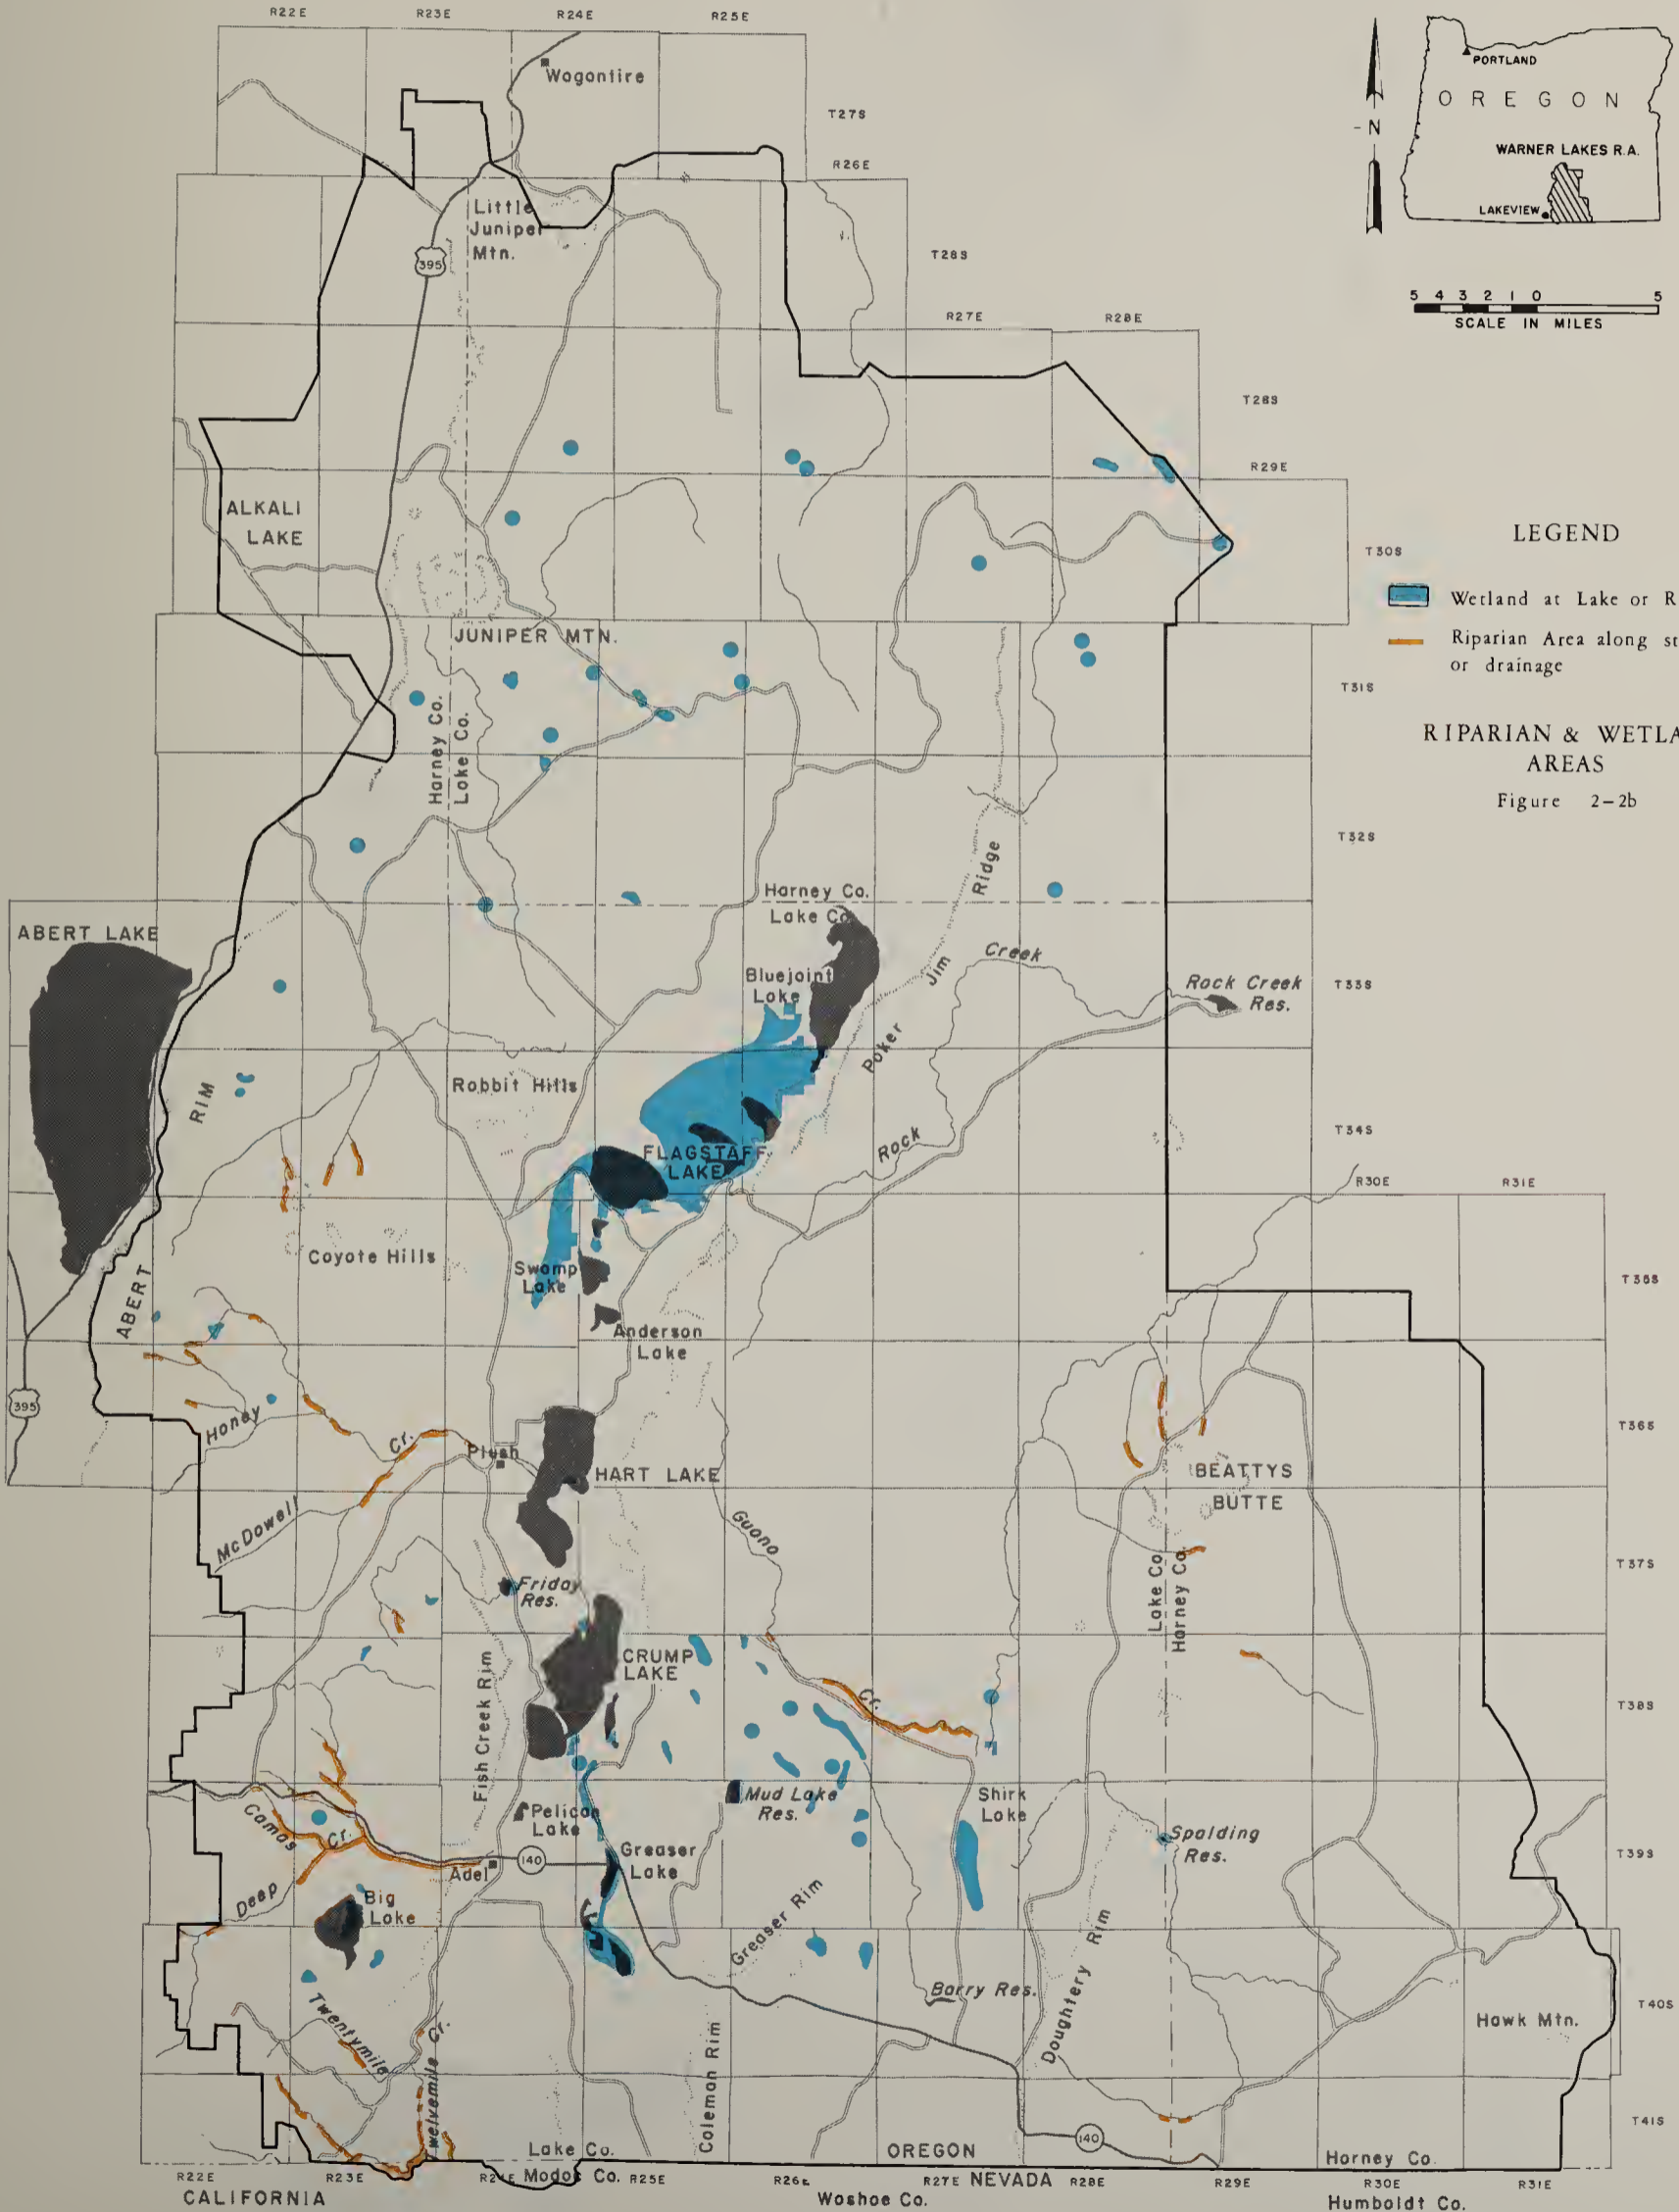 R22E
R23E
R24E
R25E
PORTLAND
OREGON
WARNER LAKES R.A.
LAKEVIEW
N
Wagontire
T27S
R26E
Little
Juniper
Mtn.
395
T28S
R27E
R28E
5 4 3 2 1 0 5
SCALE IN MILES
T28S
R29E
ALKALI
LAKE
T30S
LEGEND
Wetland at Lake or R
Riparian Area along st
or drainage
JUNIPER MTN.
T31S
Harney Co.
Lake Co.
RIPARIAN & WETLA
AREAS
Figure 2-2b
T32S
Ridge
Jim
Poker
Harney Co.
Lake Co.
ABERT LAKE
Bluejoint
Lake
Creek
Rock
Rock Creek
Res.
T33S
RIM
ABERT
Rabbit Hills
T34S
FLAGSTAFF
LAKE
R30E
R31E
Coyote Hills
Swamp
Lake
T35S
Anderson
Lake
395
Honey
Cr.
Plush
T36S
HART LAKE
BEATTYS
BUTTE
McDowell
Guano
Cr.
T37S
Friday
Res.
Lake Co.
Harney Co.
CRUMP
LAKE
Fish Creek Rim
T38S
Mud Lake
Res.
Shirk
Lake
Pelican
Lake
Camas
Cr.
Spalding
Res.
Adel
140
Greaser
Lake
T39S
Deep
Big
Lake
Greaser Rim
Barry Res.
Doughtery Rim
T40S
Hawk Mtn.
Twentymile
Cr.
Twelvemile
Coleman Rim
T41S
140
Lake Co.
OREGON
Harney Co.
R22E
R23E
R24E
Modoc Co.
R25E
R26E
R27E
NEVADA
R28E
R29E
R30E
R31E
CALIFORNIA
Washoe Co.
Humboldt Co.